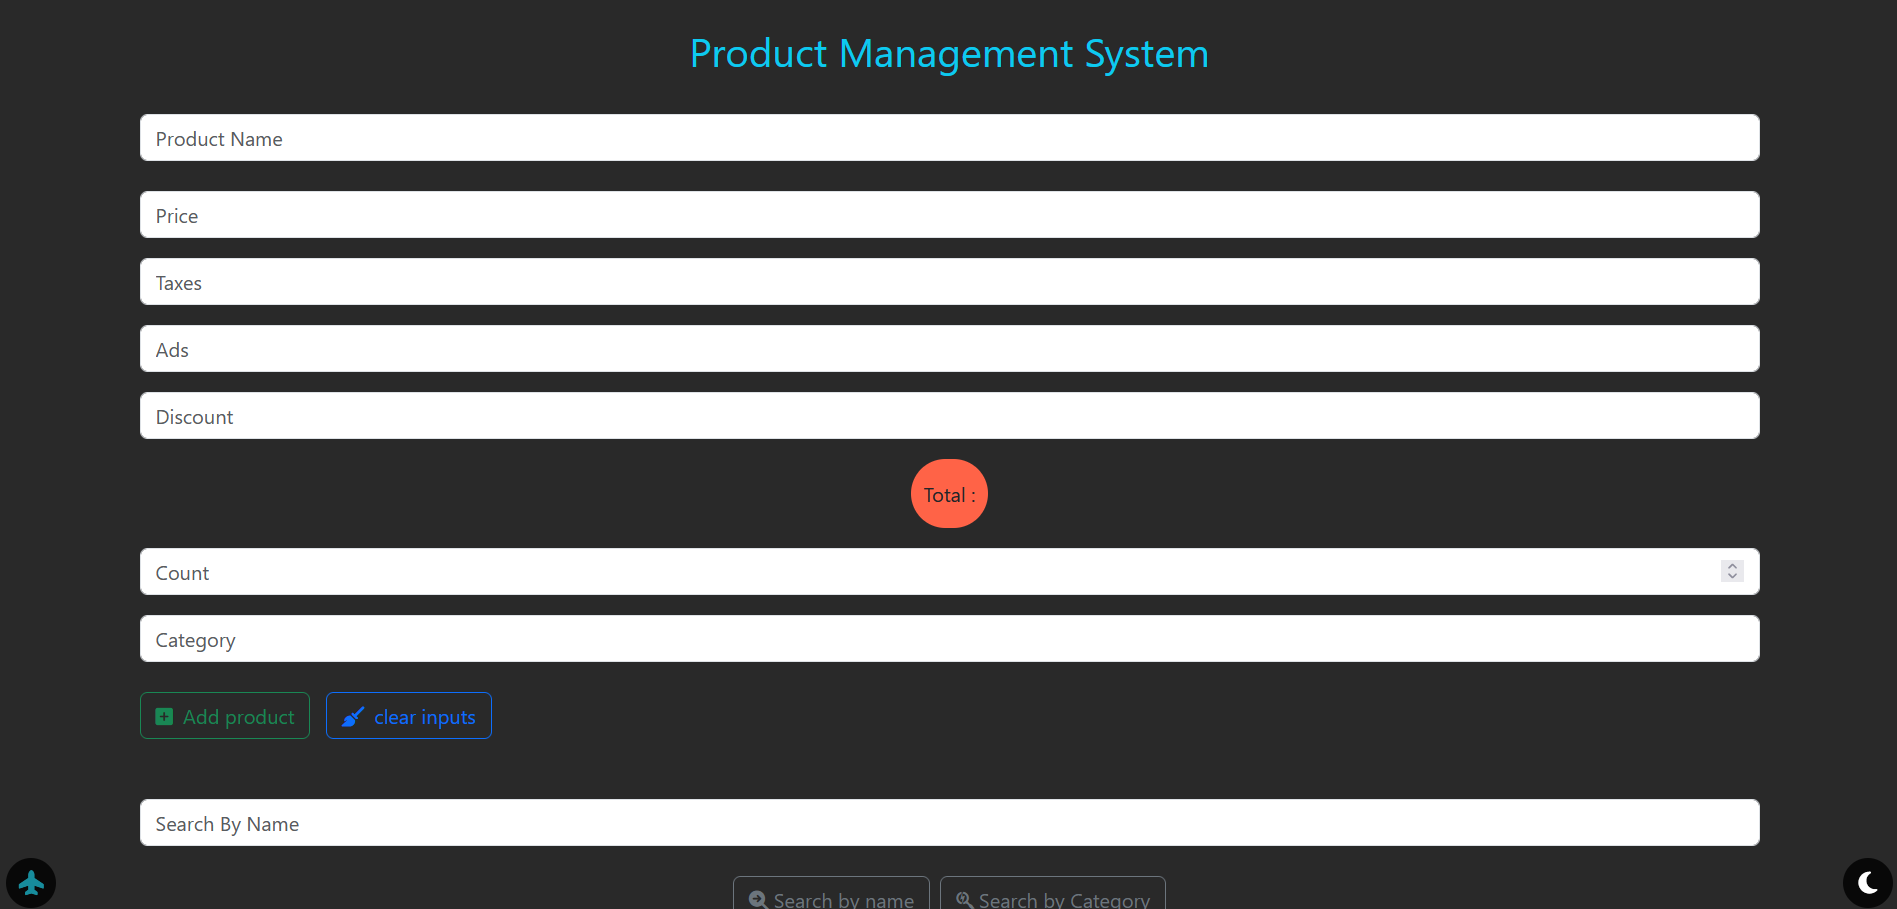 Product Management System
Product Name
Price
Taxes
Ads
Discount
Total :
Count
Category
Add product clear inputs
Search By Name
Search by name Search by Category